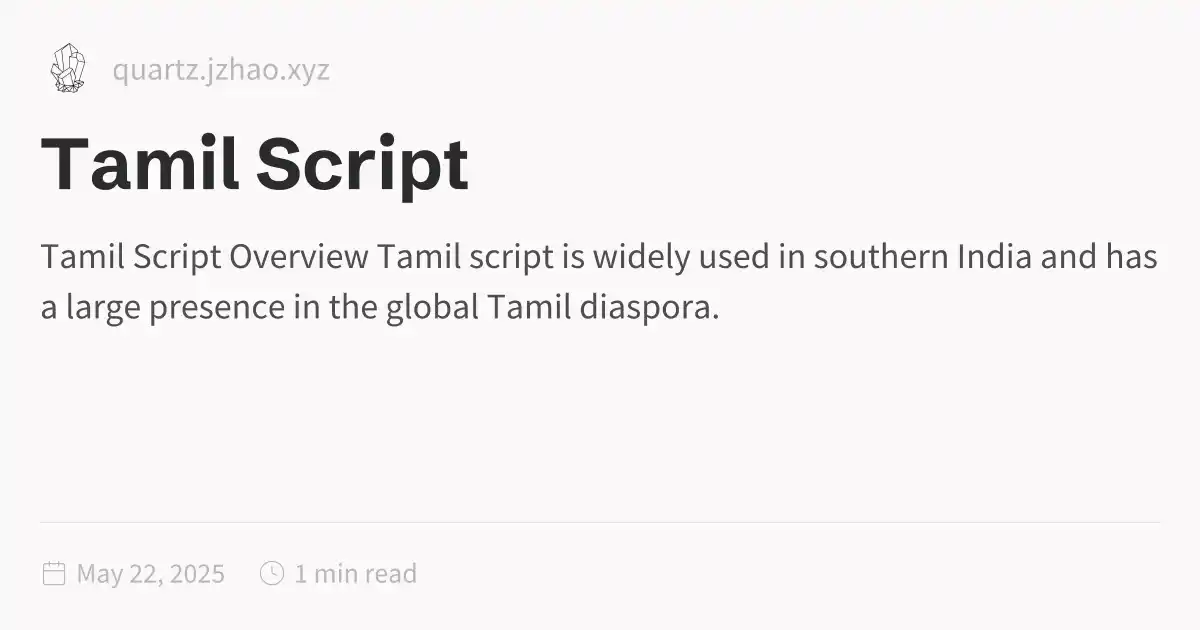 quartz.jzhao.xyz
Tamil Script
Tamil Script Overview Tamil script is widely used in southern India and has
a large presence in the global Tamil diaspora.
May 22, 2025 1 min read